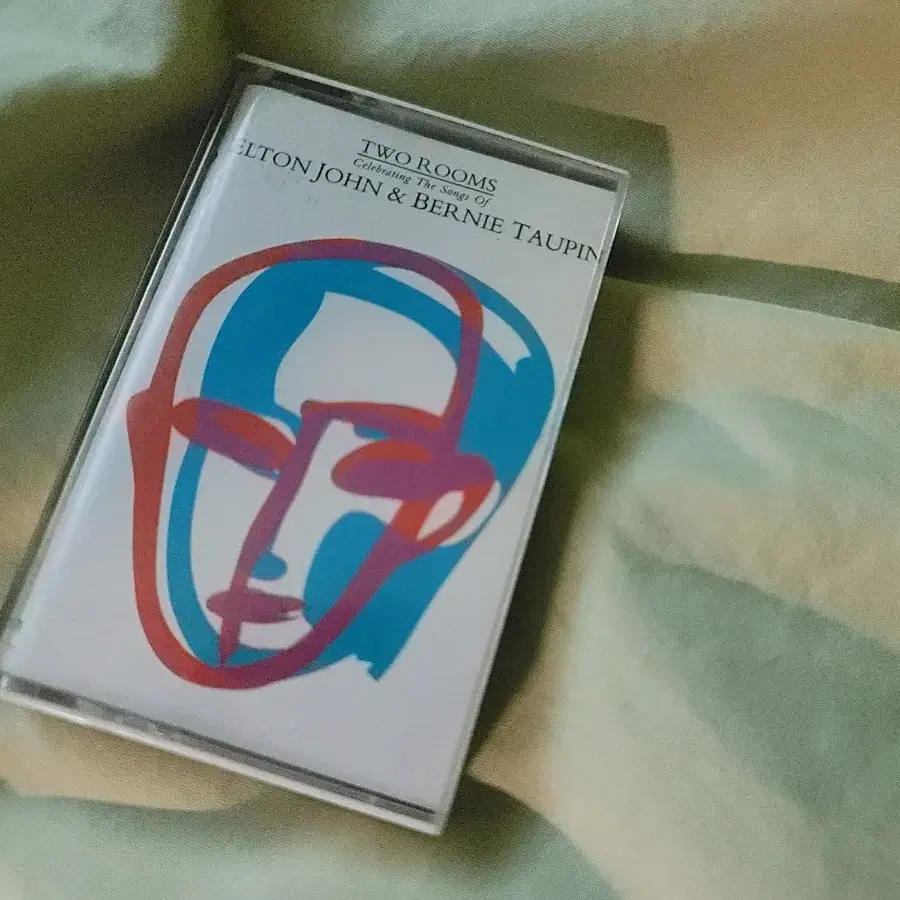 TWO ROOMS
Celebrating The Songs Of
ELTON JOHN & BERNIE TAUPIN